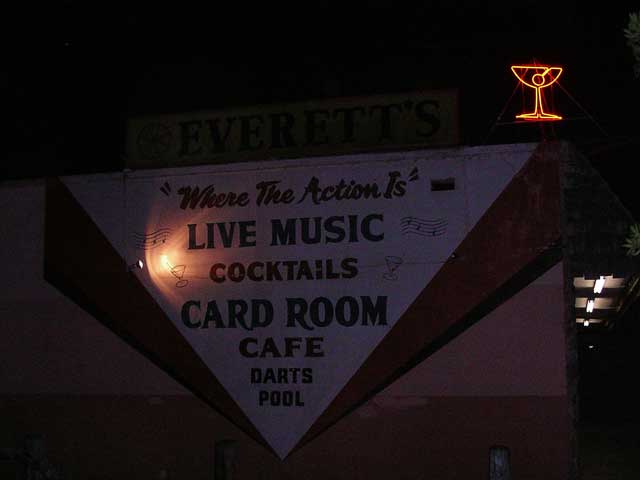 EVERETT'S
"Where The Action Is"
LIVE MUSIC
COCKTAILS
CARD ROOM
CAFE
DARTS
POOL